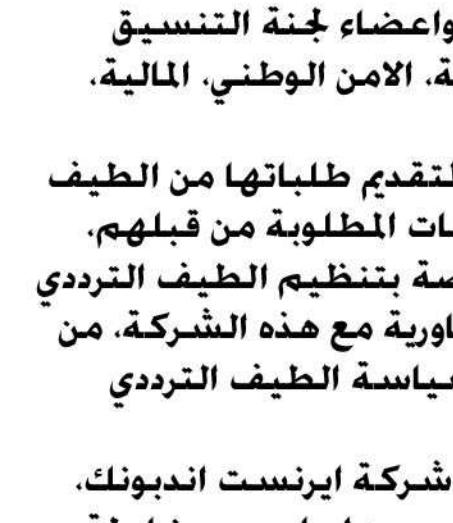 واعضاء لجنة التنسيق
ة. الامن الوطني. المالية.
لتقديم طلباتها من الطيف
ات المطلوبة من قبلهم.
صة بتنظيم الطيف الترددي
اورية مع هذه الشركة. من
سياسة الطيف الترددي
شركة ايرنست اندبونك.